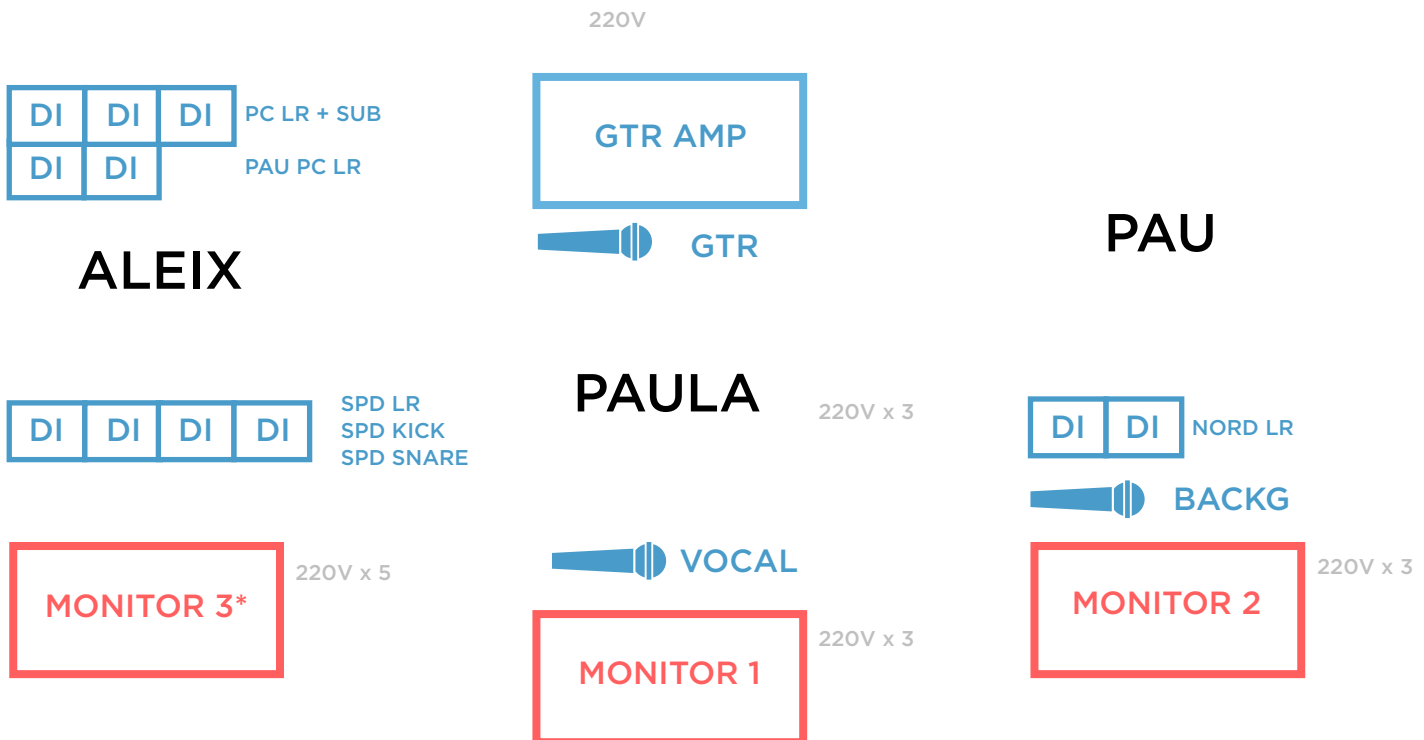 220V
DI DI DI PC LR + SUB
DI DI PAU PC LR
GTR AMP
GTR
ALEIX
PAU
PAULA
220V x 3
DI DI DI DI
SPD LR
SPD KICK
SPD SNARE
DI DI NORD LR
BACKG
VOCAL
MONITOR 3*
220V x 5
MONITOR 1
220V x 3
MONITOR 2
220V x 3